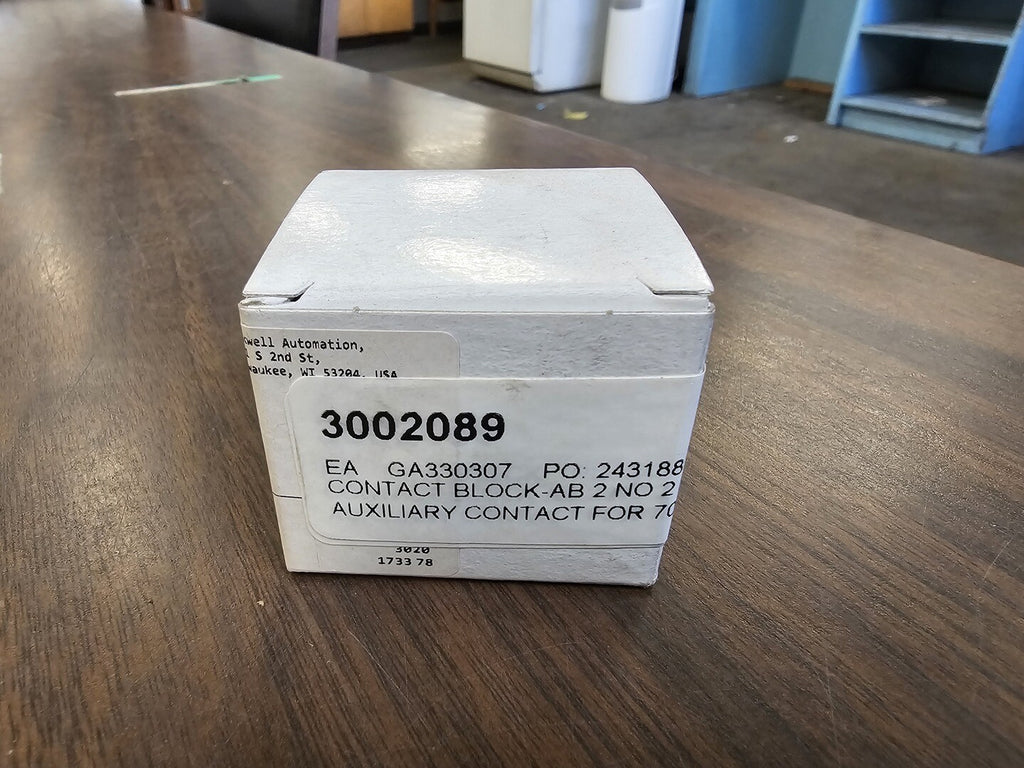 well Automation,
S 2nd St,
waukee, WI 53204, USA
3002089
EA GA330307 PO: 243188
CONTACT BLOCK-AB 2 NO 2
AUXILIARY CONTACT FOR 70
3020
1733 78